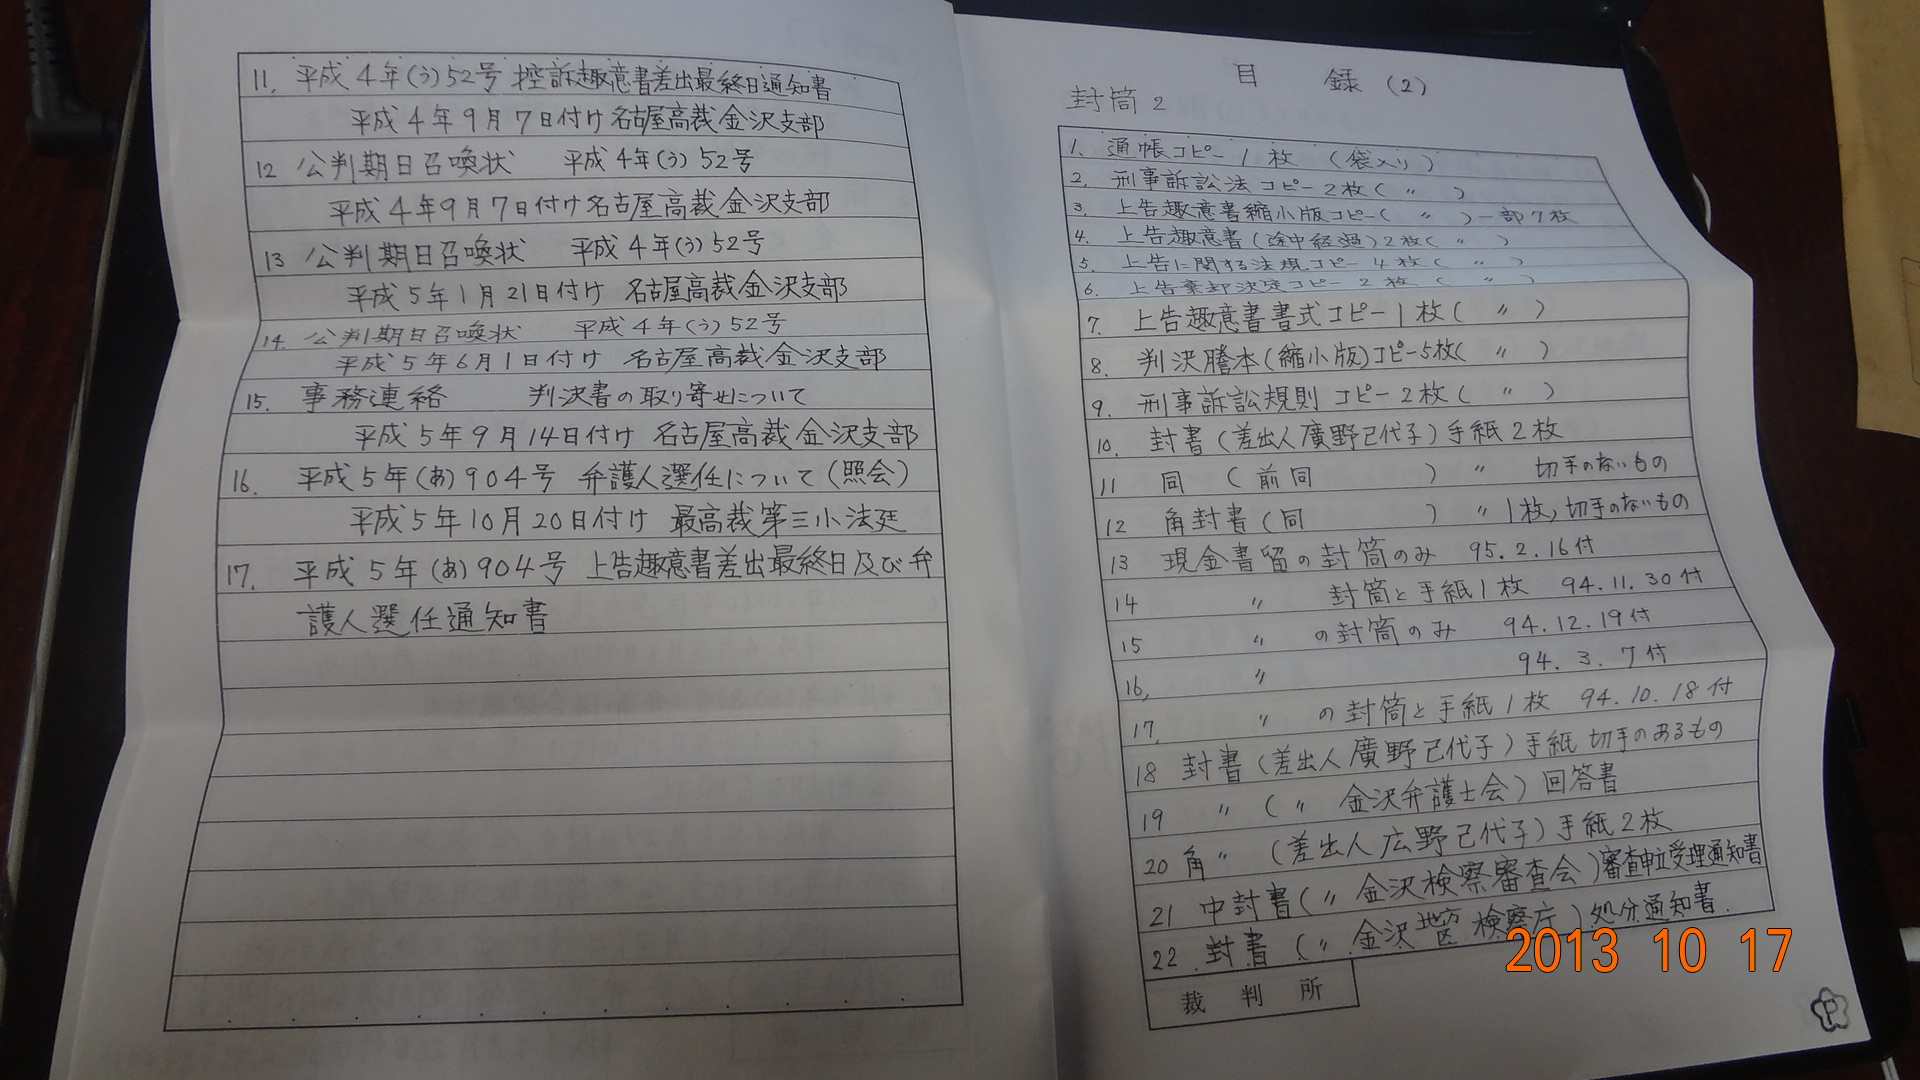 11. 平成4年(う)52号 控訴趣意書差出最終日通知書
平成4年9月7日付け 名古屋高裁金沢支部
12 公判期日召喚状 平成4年(う)52号
平成4年9月7日付け 名古屋高裁金沢支部
13 公判期日召喚状 平成4年(う)52号
平成5年1月21日付け 名古屋高裁金沢支部
14. 公判期日召喚状 平成4年(う)52号
平成5年6月1日付け 名古屋高裁金沢支部
15. 事務連絡 判決書の取り寄せについて
平成5年9月14日付け 名古屋高裁金沢支部
16. 平成5年(あ)904号 弁護人選任について(照会)
平成5年10月20日付け 最高裁第三小法廷
17. 平成5年(あ)904号 上告趣意書差出最終日及び弁
護人選任通知書
目 録 (2)
封筒2
1. 通帳コピー1枚 (袋入り)
2. 刑事訴訟法コピー2枚( 〃 )
3. 上告趣意書縮小版コピー( 〃 )一部7枚
4. 上告趣意書(途中経過)2枚( 〃 )
5. 上告に関する法規コピー4枚( 〃 )
6. 上告棄却決定コピー2枚( 〃 )
7. 上告趣意書書式コピー1枚( 〃 )
8. 判決謄本(縮小版)コピー5枚( 〃 )
9. 刑事訴訟規則コピー2枚( 〃 )
10. 封書(差出人廣野己代子)手紙2枚
11 同 (前同 ) 〃 切手のないもの
12 角封書(同 ) 〃 1枚,切手のないもの
13 現金書留の封筒のみ 95.2.16付
14 〃 封筒と手紙1枚 94.11.30付
15 〃 の封筒のみ 94.12.19付
16, 〃 94.3.7付
17. 〃 の封筒と手紙1枚 94.10.18付
18 封書(差出人廣野己代子)手紙 切手のあるもの
19 〃 ( 〃 金沢弁護士会)回答書
20 角 〃 (差出人広野己代子)手紙2枚
21 中封書( 〃 金沢検察審査会)審査申立受理通知書
22. 封書 ( 〃 金沢地方区検察庁)処分通知書.
裁判所
2013 10 17
P